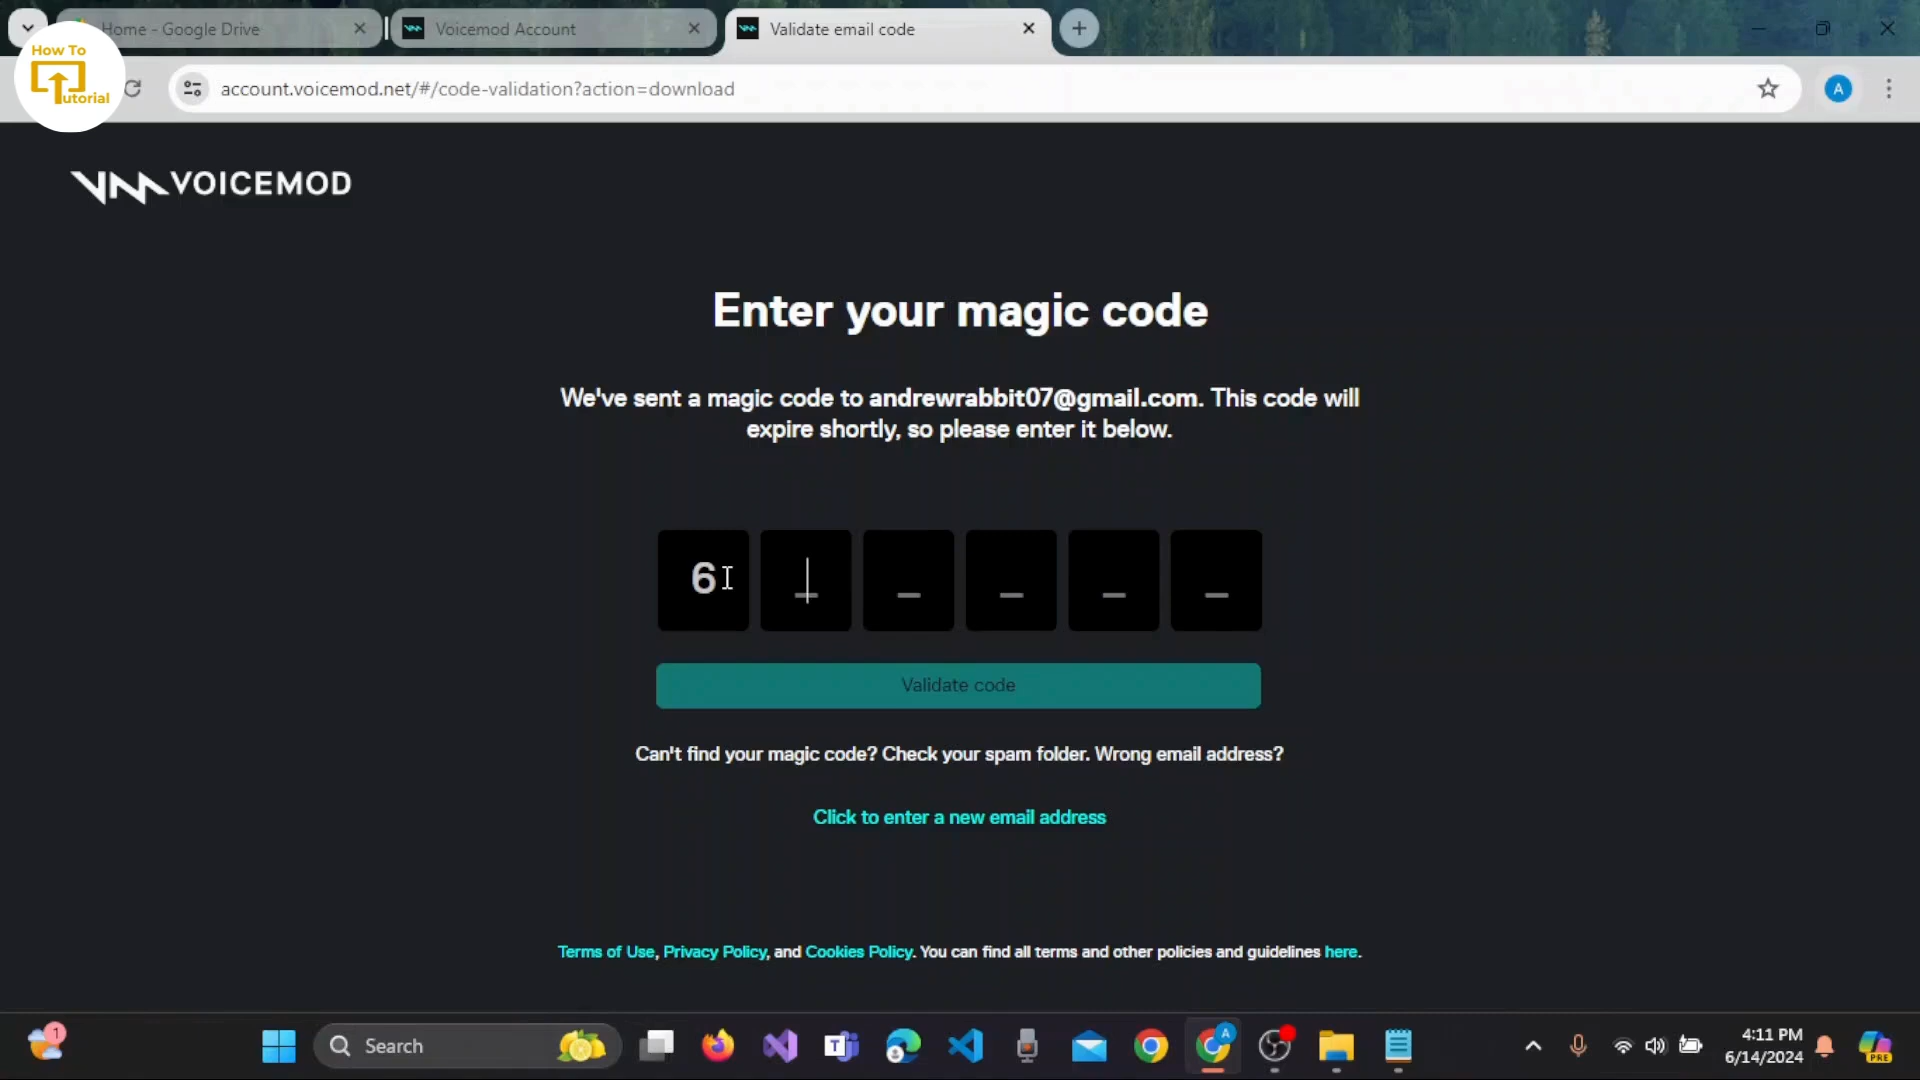 Home - Google Drive
Voicemod Account
Validate email code
How To
utorial
account.voicemod.net/#/code-validation?action=download
A
VOICEMOD
Enter your magic code
We've sent a magic code to andrewrabbit07@gmail.com. This code will
expire shortly, so please enter it below.
6 _ _ _ _ _
Validate code
Can't find your magic code? Check your spam folder. Wrong email address?
Click to enter a new email address
Terms of Use, Privacy Policy, and Cookies Policy. You can find all terms and other policies and guidelines here.
1
Search
T
A
4:11 PM
6/14/2024
PRE